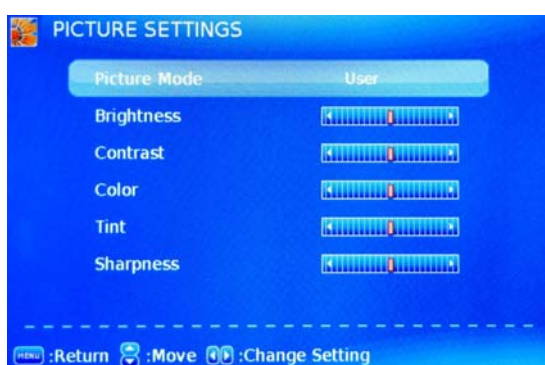 PICTURE SETTINGS
Picture Mode User
Brightness
Contrast
Color
Tint
Sharpness
MENU :Return :Move :Change Setting